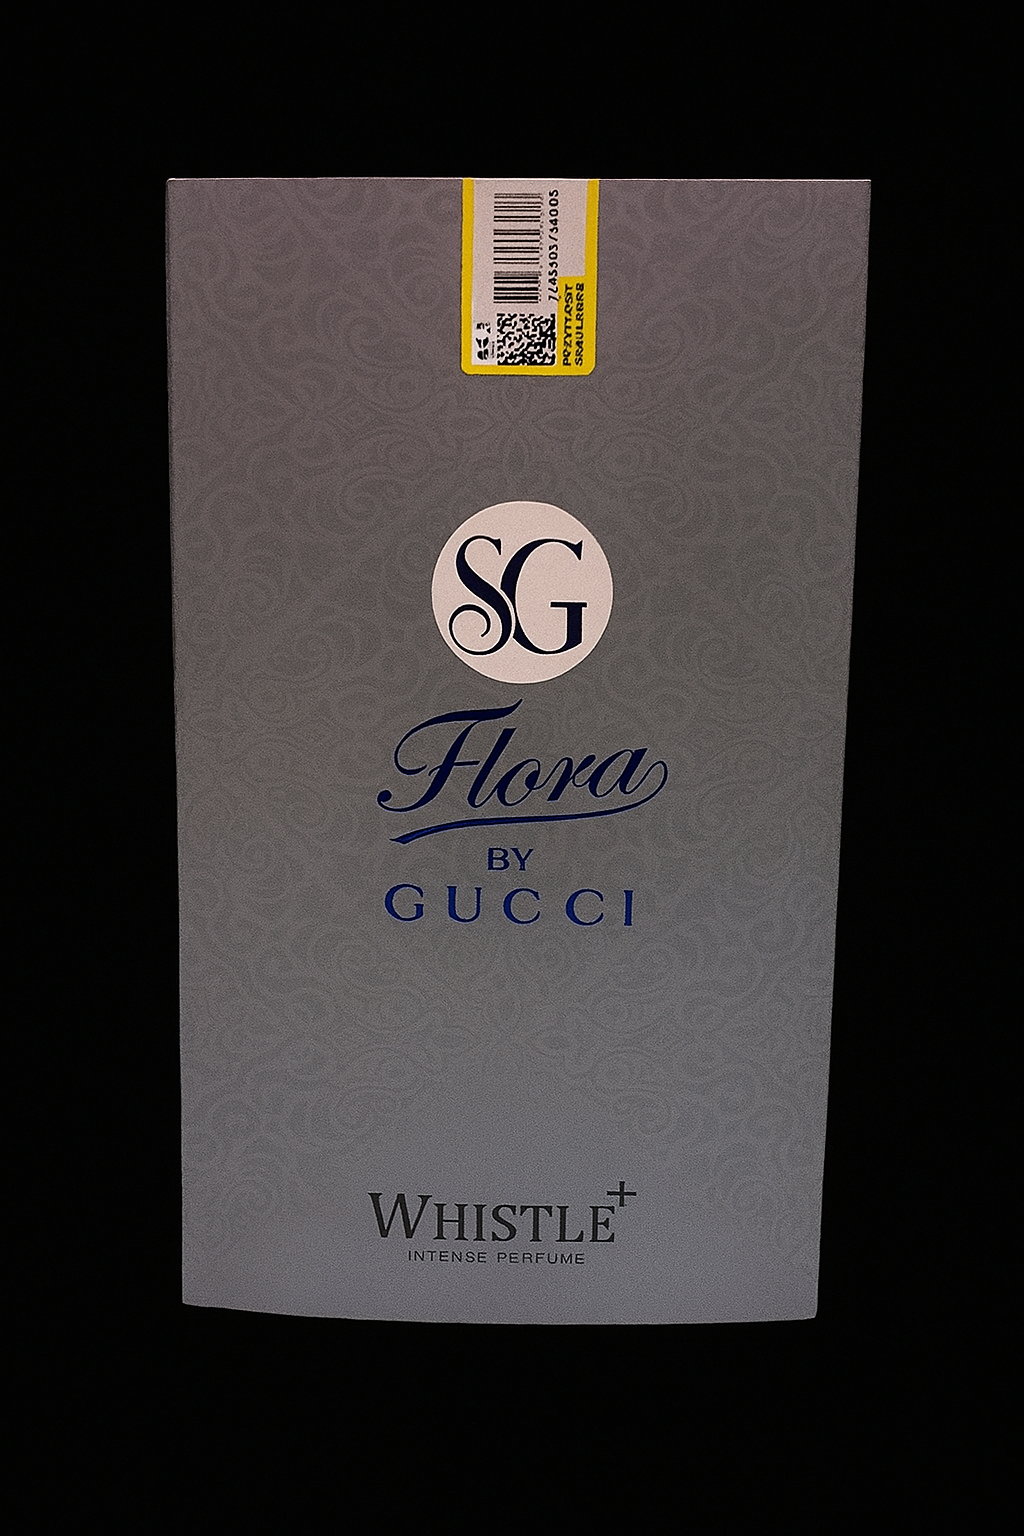 SG
Flora
BY
GUCCI
WHISTLE+
INTENSE PERFUME